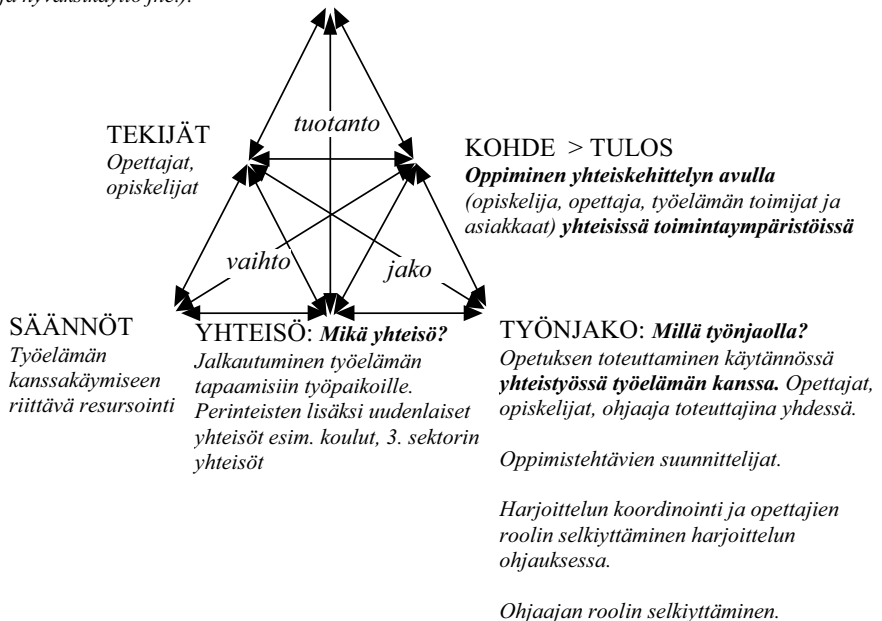 tuotanto
TEKIJÄT
Opettajat,
opiskelijat
KOHDE > TULOS
Oppiminen yhteiskehittelyn avulla
(opiskelija, opettaja, työelämän toimijat ja
asiakkaat) yhteisissä toimintaympäristöissä
vaihto
jako
SÄÄNNÖT
Työelämän
kanssakäymiseen
riittävä resursointi
YHTEISÖ: Mikä yhteisö?
Jalkautuminen työelämän
tapaamisiin työpaikoille.
Perinteisten lisäksi uudenlaiset
yhteisöt esim. koulut, 3. sektorin
yhteisöt
TYÖNJAKO: Millä työnjaolla?
Opetuksen toteuttaminen käytännössä
yhteistyössä työelämän kanssa. Opettajat,
opiskelijat, ohjaaja toteuttajina yhdessä.
Oppimistehtävien suunnittelijat.
Harjoittelun koordinointi ja opettajien
roolin selkiyttäminen harjoittelun
ohjauksessa.
Ohjaajan roolin selkiyttäminen.